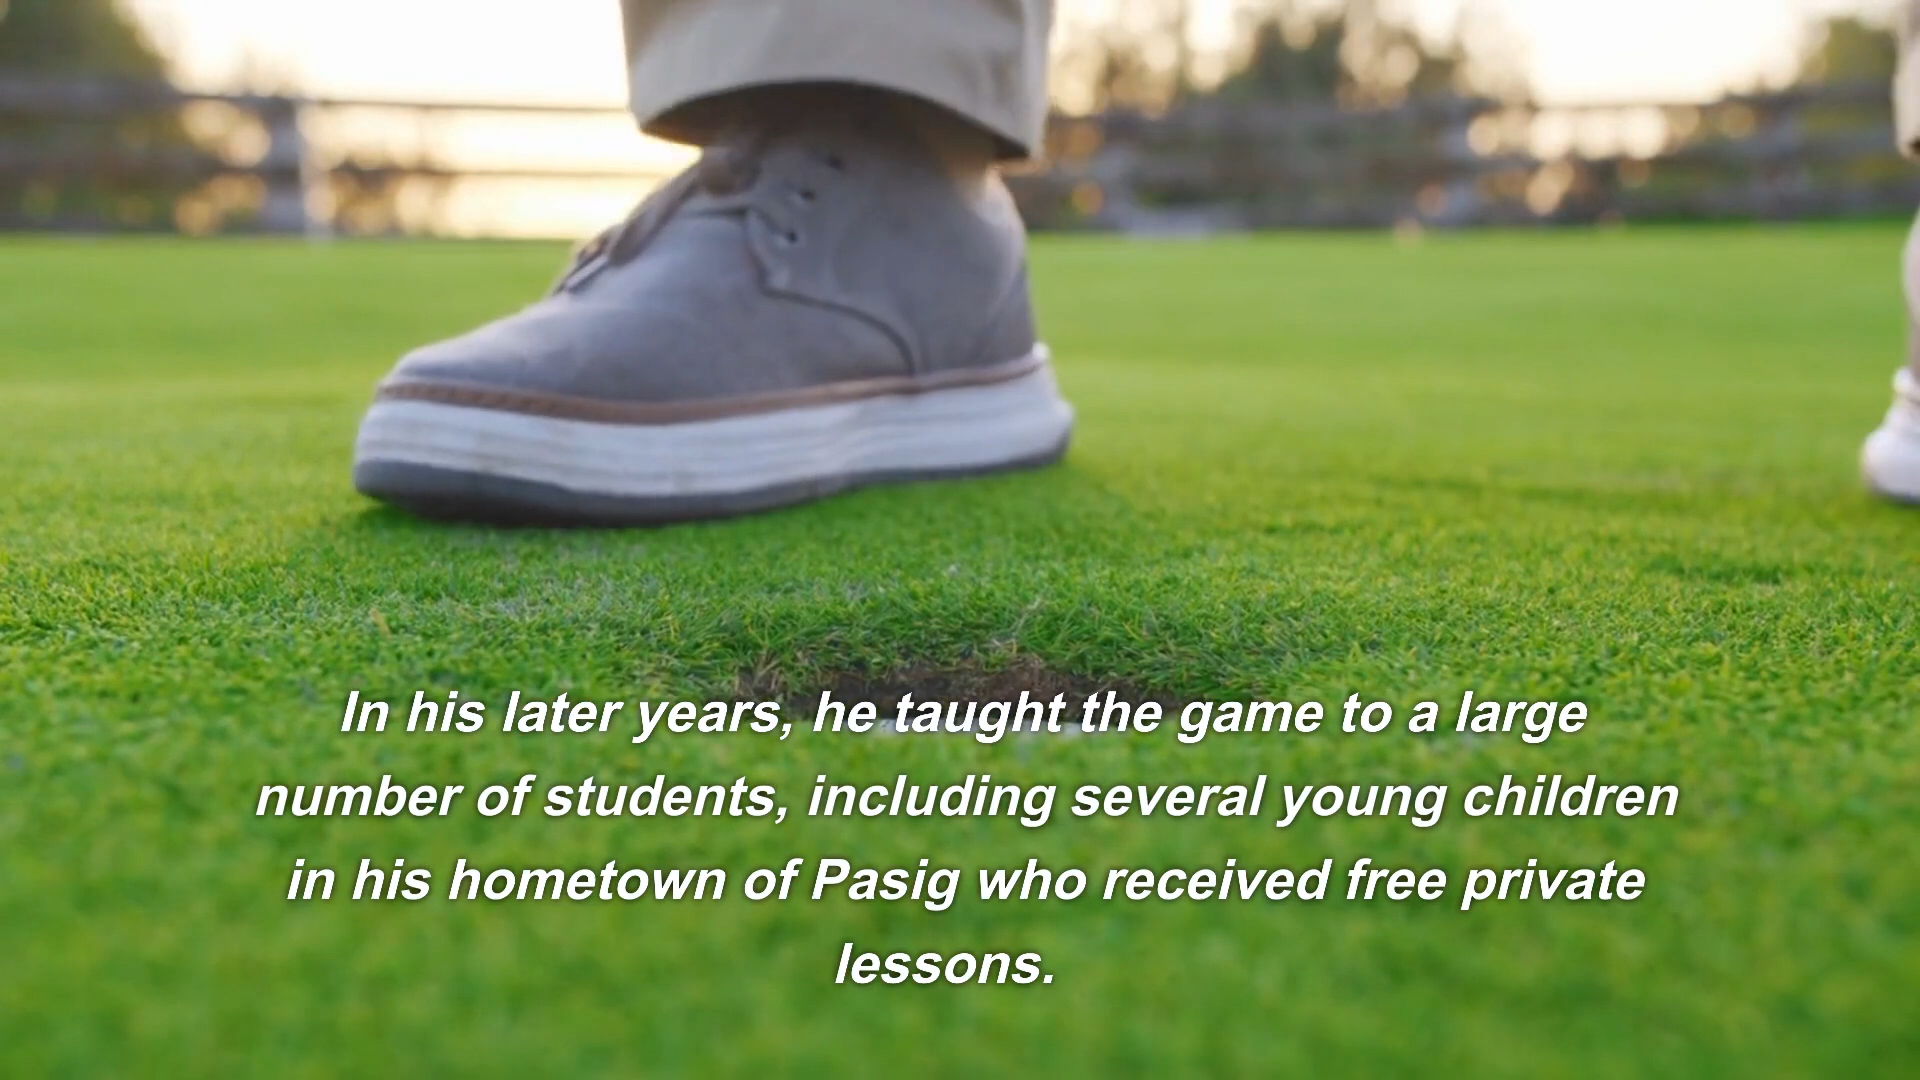 In his later years, he taught the game to a large
number of students, including several young children
in his hometown of Pasig who received free private
lessons.